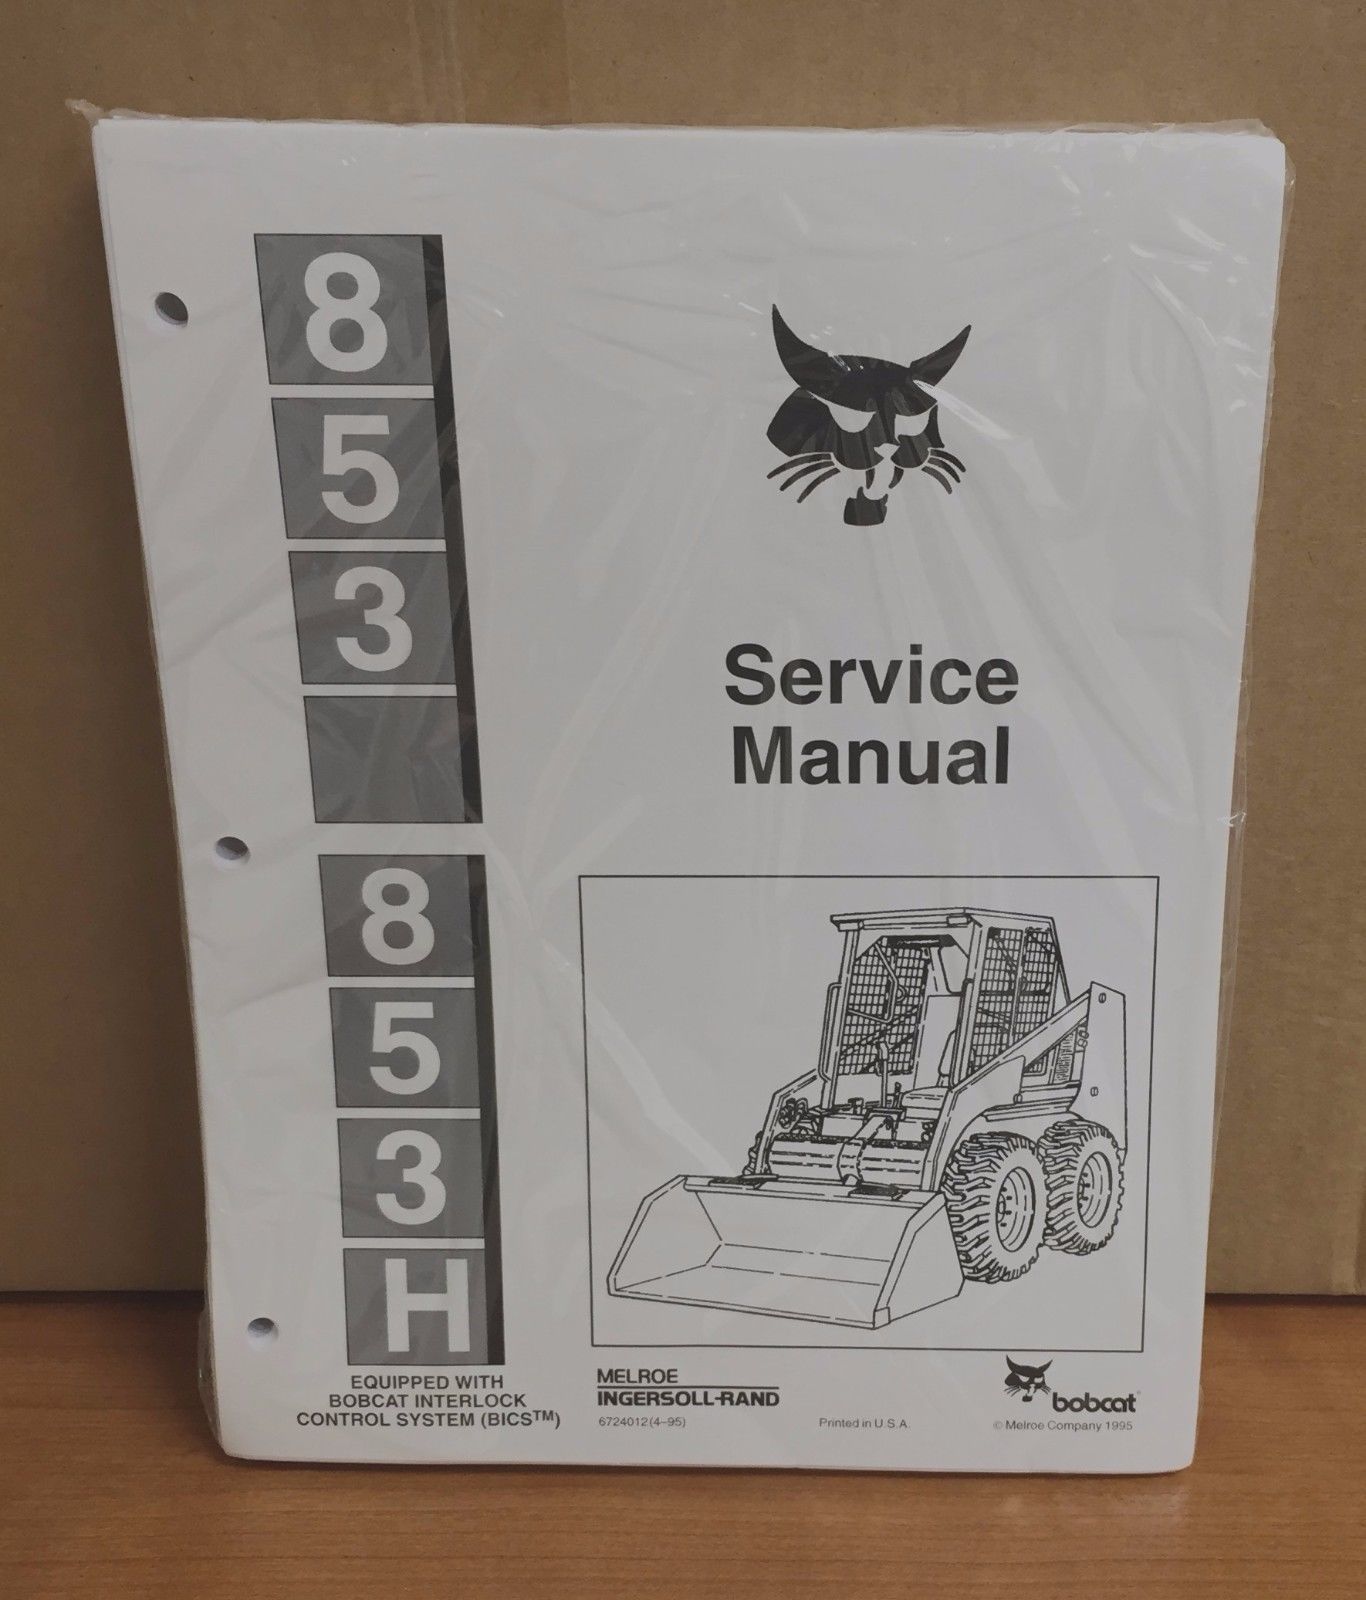 8
5
3
8
5
3
H
EQUIPPED WITH
BOBCAT INTERLOCK
CONTROL SYSTEM (BICS™)
Service
Manual
MELROE
INGERSOLL-RAND
6724012 (4–95)
Printed in U.S.A.
bobcat®
© Melroe Company 1995